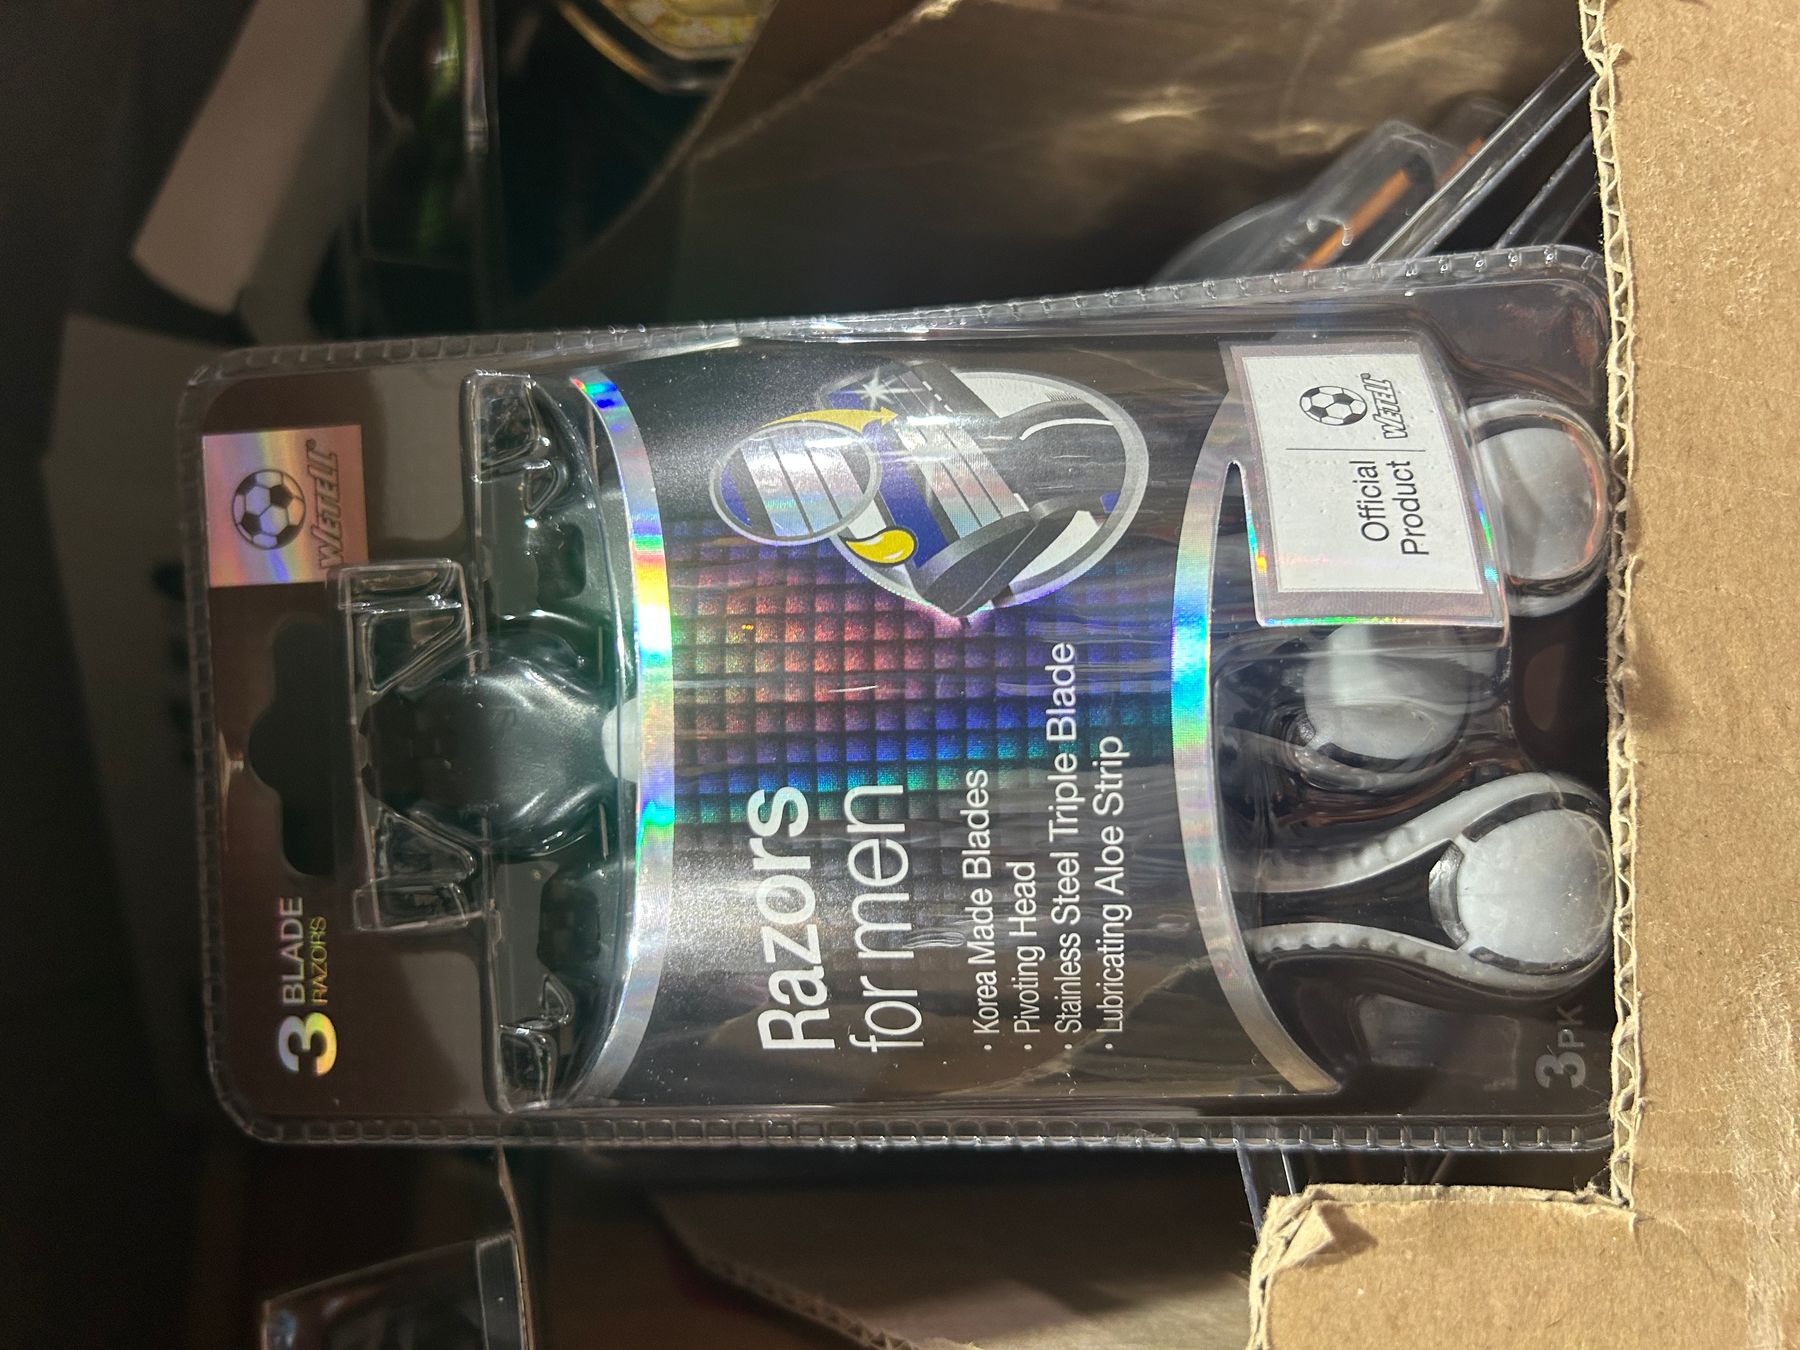 WETELL
3 BLADE
RAZORS
Razors
for men
· Korea Made Blades
· Pivoting Head
· Stainless Steel Triple Blade
· Lubricating Aloe Strip
Official
Product
WETELL
3PK